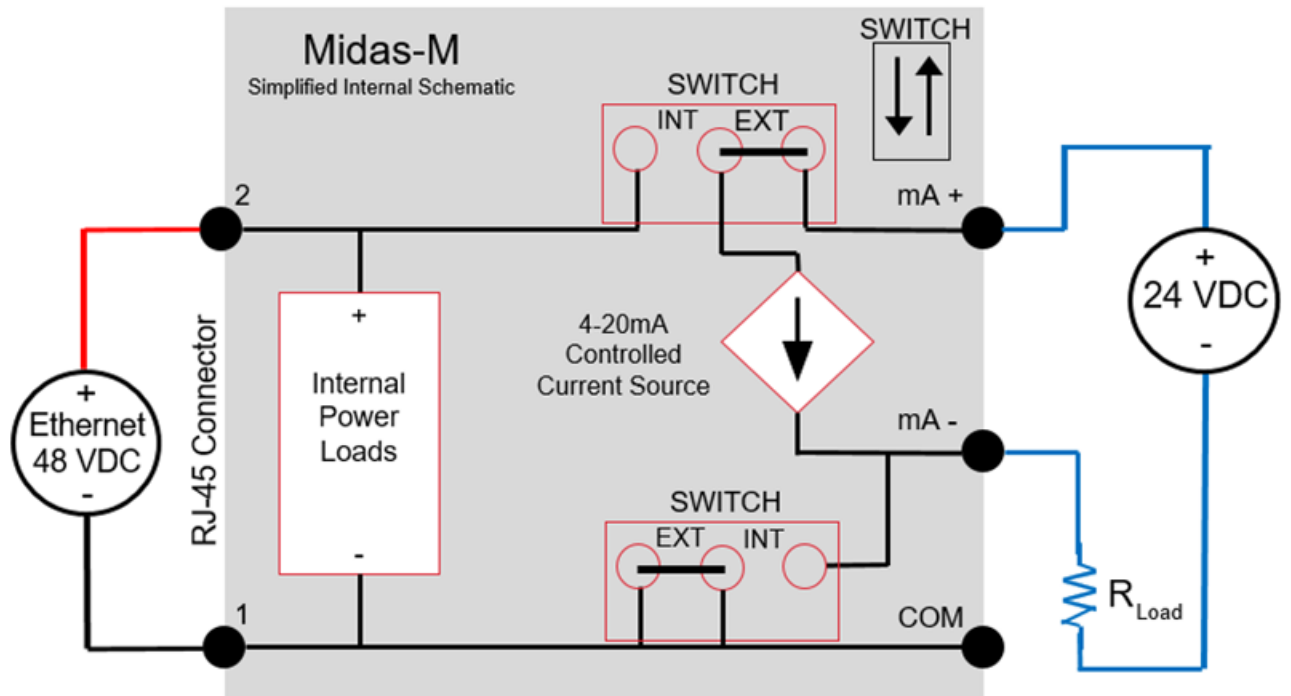 Midas-M
Simplified Internal Schematic
SWITCH
SWITCH
INT EXT
2
mA +
+
24 VDC
-
RJ-45 Connector
+
Ethernet
48 VDC
-
+
Internal
Power
Loads
-
4-20mA
Controlled
Current Source
mA -
SWITCH
EXT INT
1
COM
R Load